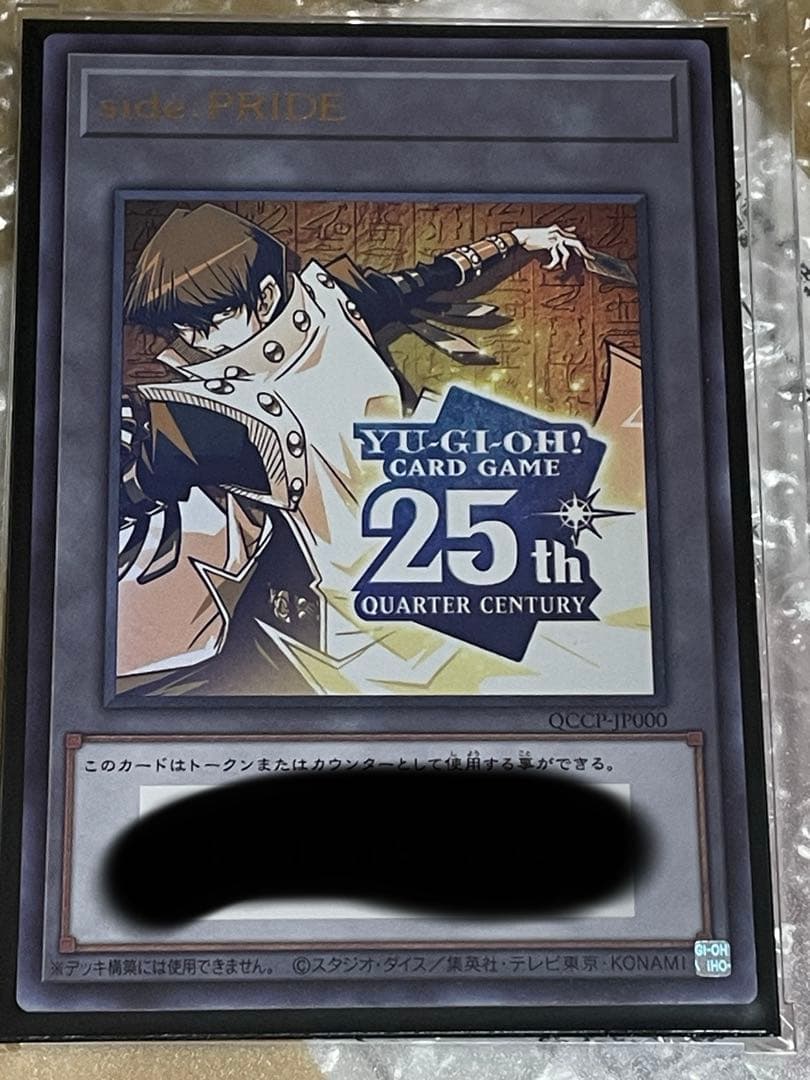 side:PRIDE
YU-GI-OH!
CARD GAME
25th
QUARTER CENTURY
QCCP-JP000
このカードはトークンまたはカウンターとして使用する事ができる。
※デッキ構築には使用できません。 ©スタジオ・ダイス／集英社・テレビ東京・KONAMI
GI-OH